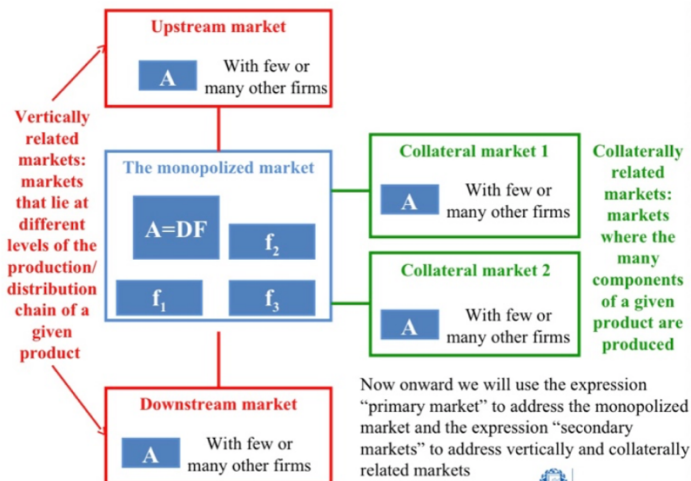 Upstream market
A
With few or
many other firms
Vertically
related
markets:
markets
that lie at
different
levels of the
production/
distribution
chain of a
given
product
The monopolized market
A=DF
f2
f1
f3
Collateral market 1
A
With few or
many other firms
Collateral market 2
A
With few or
many other firms
Collaterally
related
markets:
markets
where the
many
components
of a given
product are
produced
Downstream market
A
With few or
many other firms
Now onward we will use the expression
“primary market” to address the monopolized
market and the expression “secondary
markets” to address vertically and collaterally
related markets